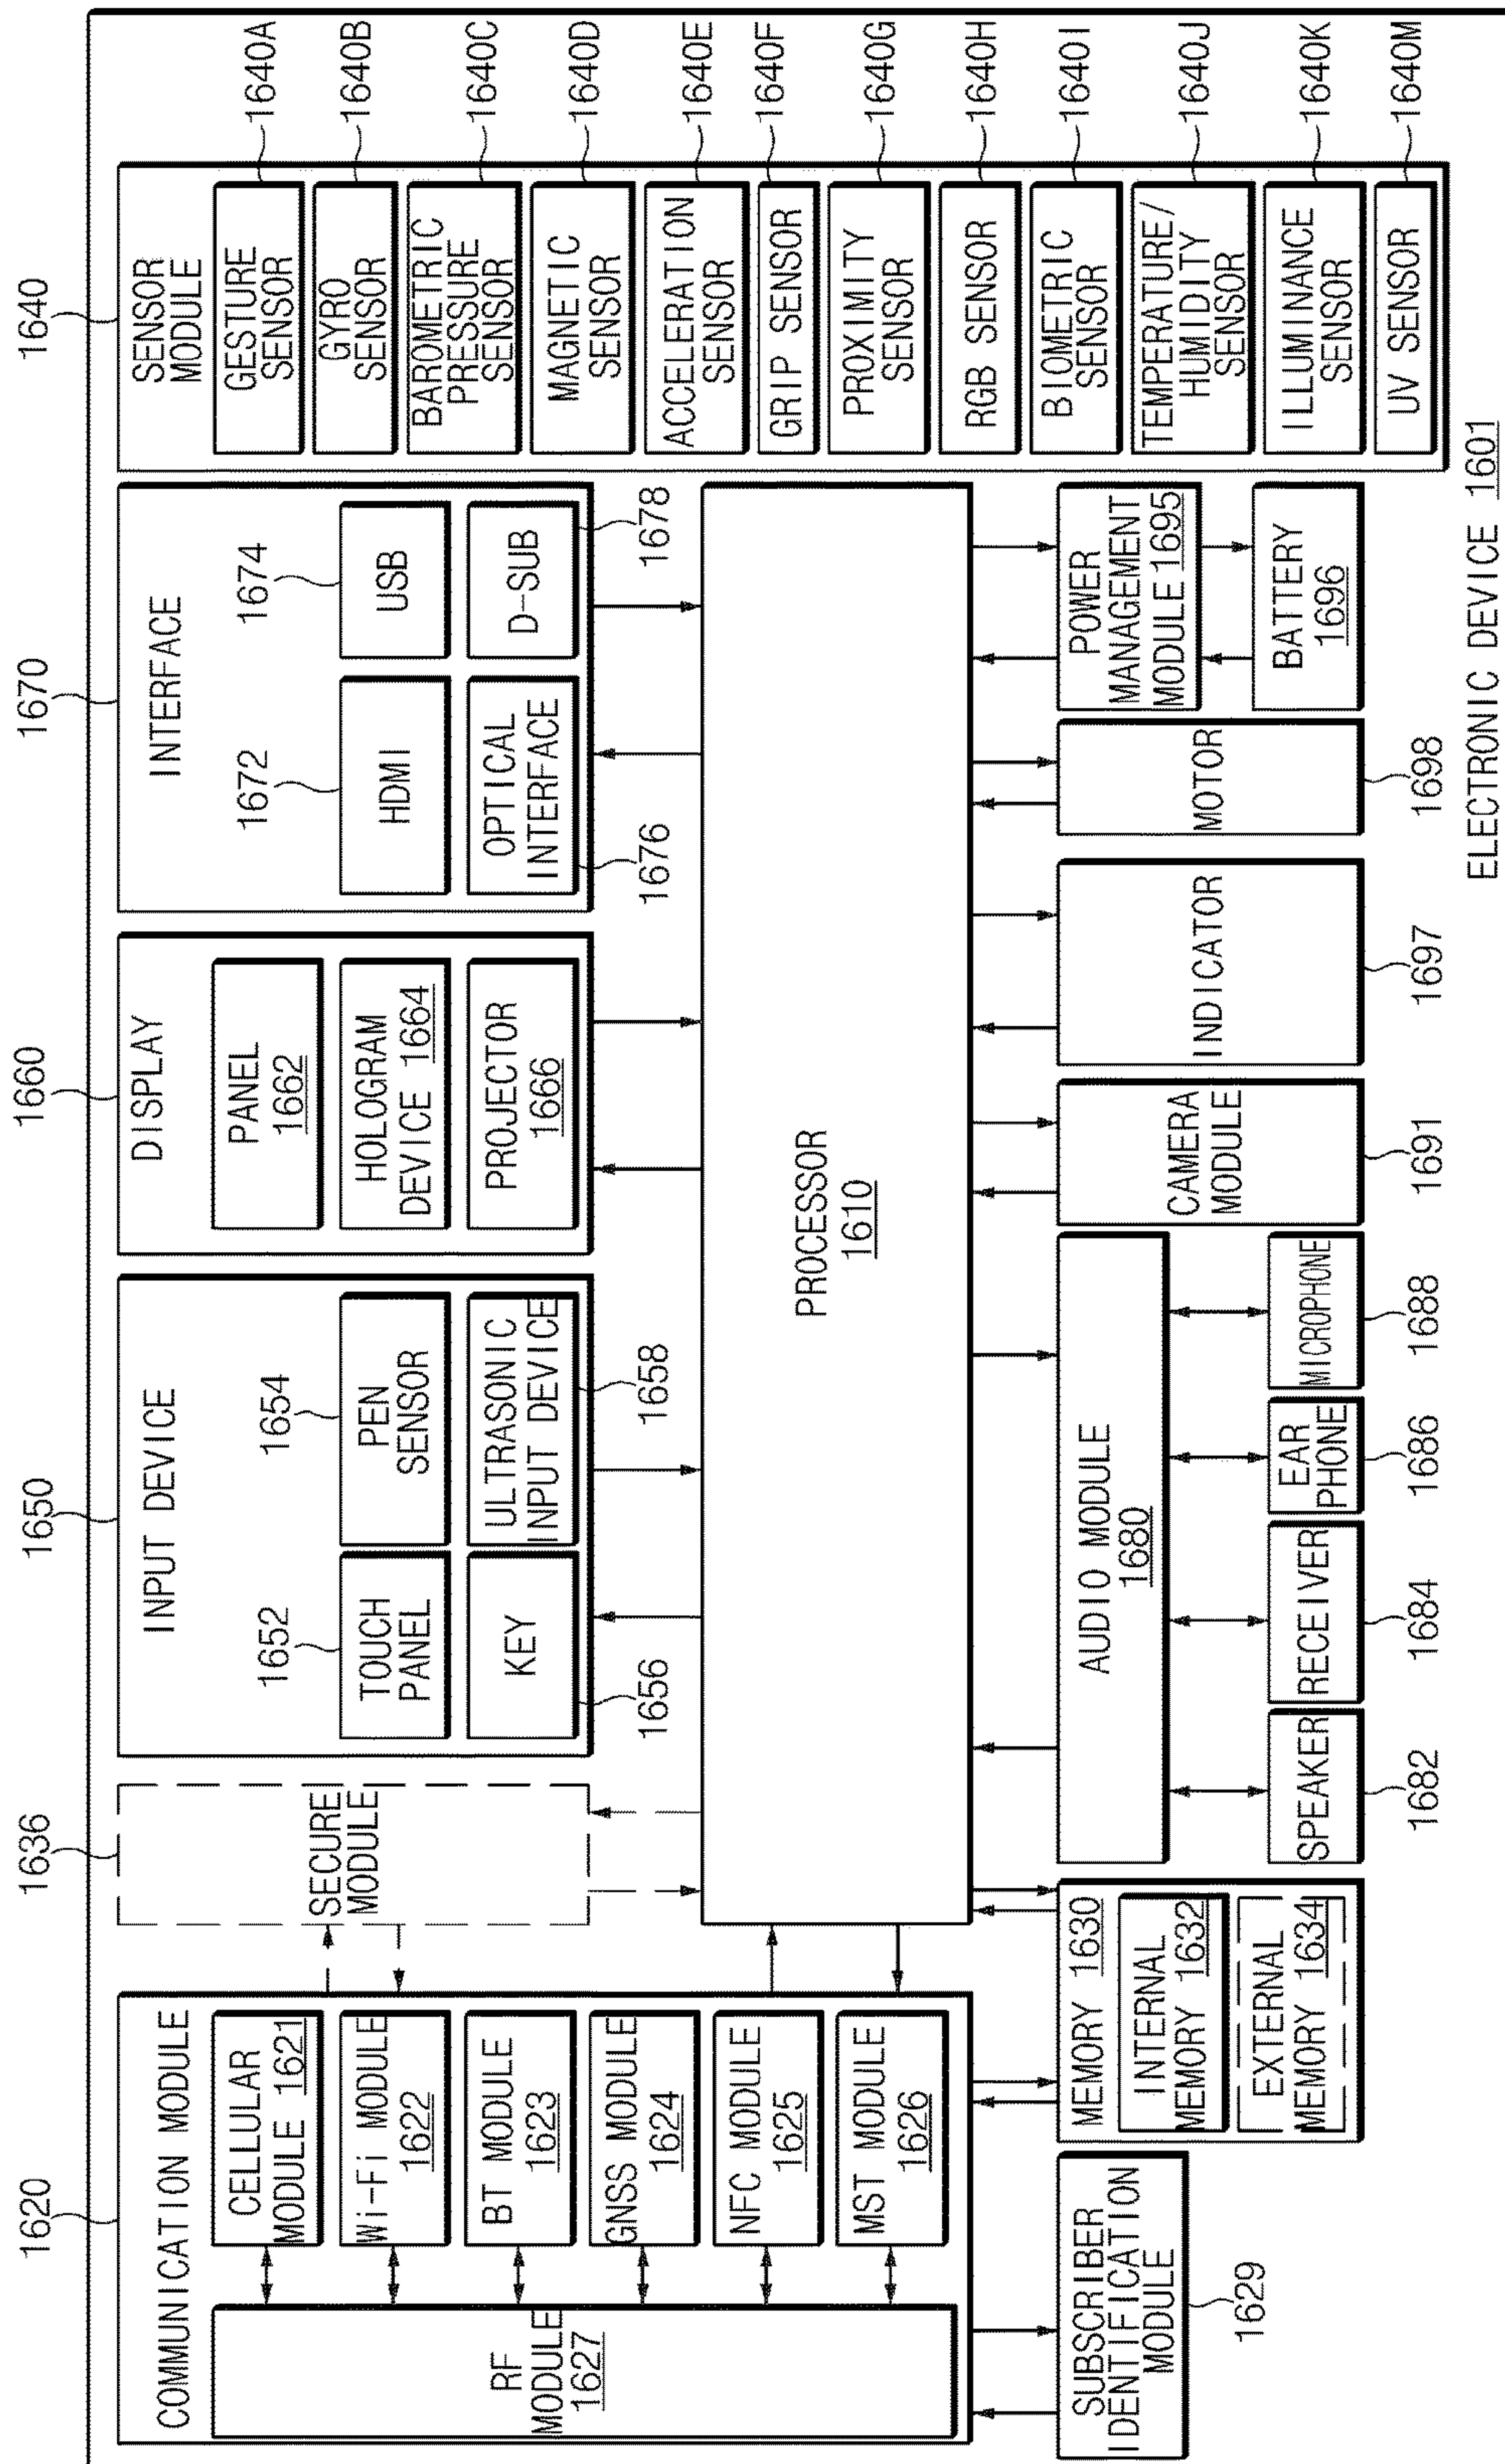 1620
COMMUNICATION MODULE
CELLULAR
MODULE 1621
Wi-Fi MODULE
1622
BT MODULE
1623
GNSS MODULE
1624
NFC MODULE
1625
MST MODULE
1626
RF
MODULE
1627
1636
SECURE
MODULE
1650
INPUT DEVICE
1652
TOUCH
PANEL
1654
PEN
SENSOR
KEY
1656
ULTRASONIC
INPUT DEVICE
1658
1660
DISPLAY
PANEL
1662
HOLOGRAM
DEVICE 1664
PROJECTOR
1666
1670
INTERFACE
1672
HDMI
1674
USB
OPTICAL
INTERFACE
1676
D-SUB
1678
1640
SENSOR
MODULE
GESTURE
SENSOR
1640A
GYRO
SENSOR
1640B
BAROMETRIC
PRESSURE
SENSOR
1640C
MAGNETIC
SENSOR
1640D
ACCELERATION
SENSOR
1640E
GRIP SENSOR
1640F
PROXIMITY
SENSOR
1640G
RGB SENSOR
1640H
BIOMETRIC
SENSOR
1640I
TEMPERATURE/
HUMIDITY
SENSOR
1640J
ILLUMINANCE
SENSOR
1640K
UV SENSOR
1640M
PROCESSOR
1610
SUBSCRIBER
IDENTIFICATION
MODULE
1629
MEMORY 1630
INTERNAL
MEMORY 1632
EXTERNAL
MEMORY 1634
AUDIO MODULE
1680
SPEAKER
1682
RECEIVER
1684
EAR
PHONE
1686
MICROPHONE
1688
CAMERA
MODULE
1691
INDICATOR
1697
MOTOR
1698
POWER
MANAGEMENT
MODULE 1695
BATTERY
1696
ELECTRONIC DEVICE 1601